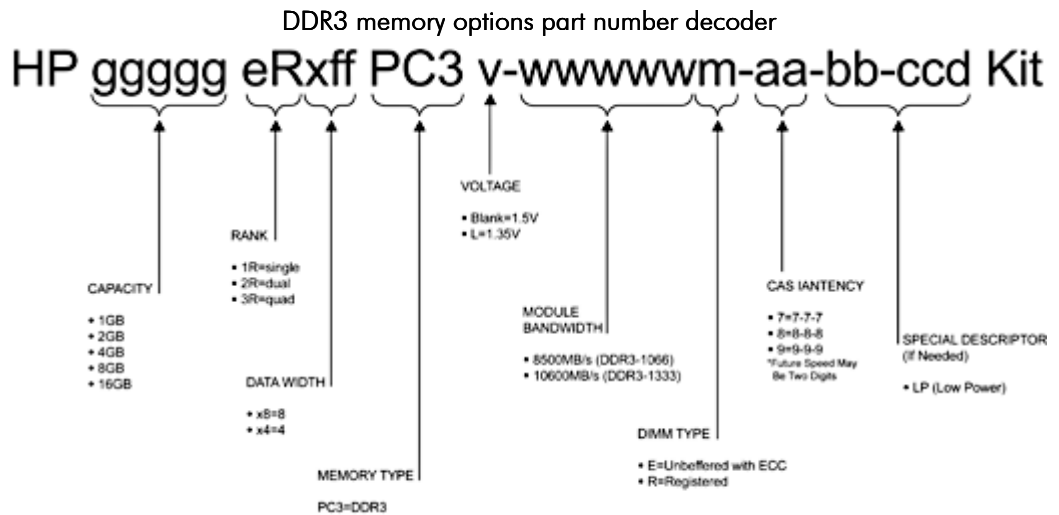 DDR3 memory options part number decoder
HP ggggg eRxff PC3 v-wwwwwm-aa-bb-ccd Kit
VOLTAGE
▪ Blank=1.5V
▪ L=1.35V
RANK
▪ 1R=single
▪ 2R=dual
▪ 3R=quad
CAPACITY
• 1GB
• 2GB
• 4GB
• 8GB
• 16GB
CAS IANTENCY
• 7=7-7-7
• 8=8-8-8
• 9=9-9-9
*Future Speed May
Be Two Digits
MODULE
BANDWIDTH
• 8500MB/s (DDR3-1066)
• 10600MB/s (DDR3-1333)
SPECIAL DESCRIPTOR
(If Needed)
• LP (Low Power)
DATA WIDTH
• x8=8
• x4=4
DIMM TYPE
• E=Unbeffered with ECC
• R=Registered
MEMORY TYPE
PC3=DDR3